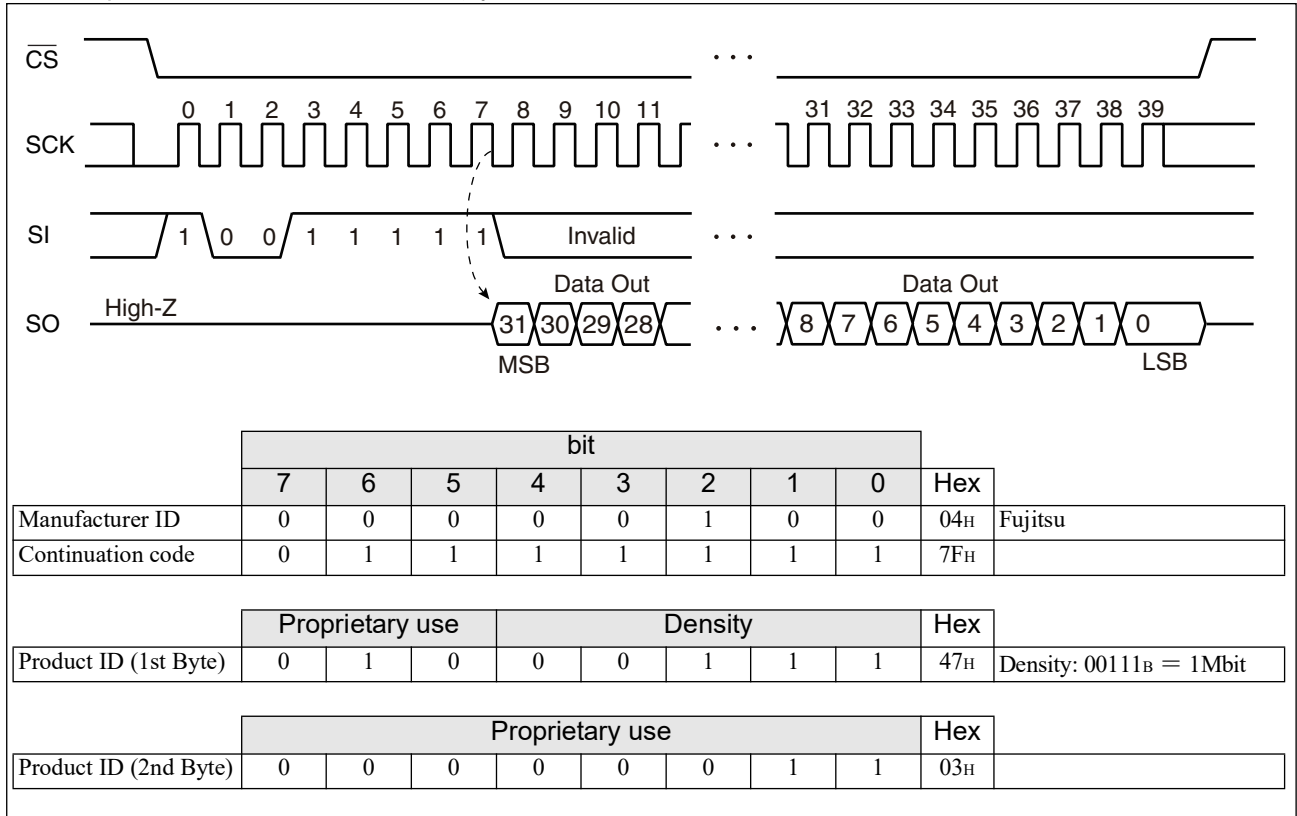 CS
0 1 2 3 4 5 6 7 8 9 10 11 31 32 33 34 35 36 37 38 39
SCK
SI 1 0 0 1 1 1 1 1 Invalid
Data Out Data Out
High-Z
SO 31 30 29 28 8 7 6 5 4 3 2 1 0
MSB LSB
bit
7 6 5 4 3 2 1 0 Hex
Manufacturer ID 0 0 0 0 0 1 0 0 04H Fujitsu
Continuation code 0 1 1 1 1 1 1 1 7FH
Proprietary use Density Hex
Product ID (1st Byte) 0 1 0 0 0 1 1 1 47H Density: 00111B = 1Mbit
Proprietary use Hex
Product ID (2nd Byte) 0 0 0 0 0 0 1 1 03H